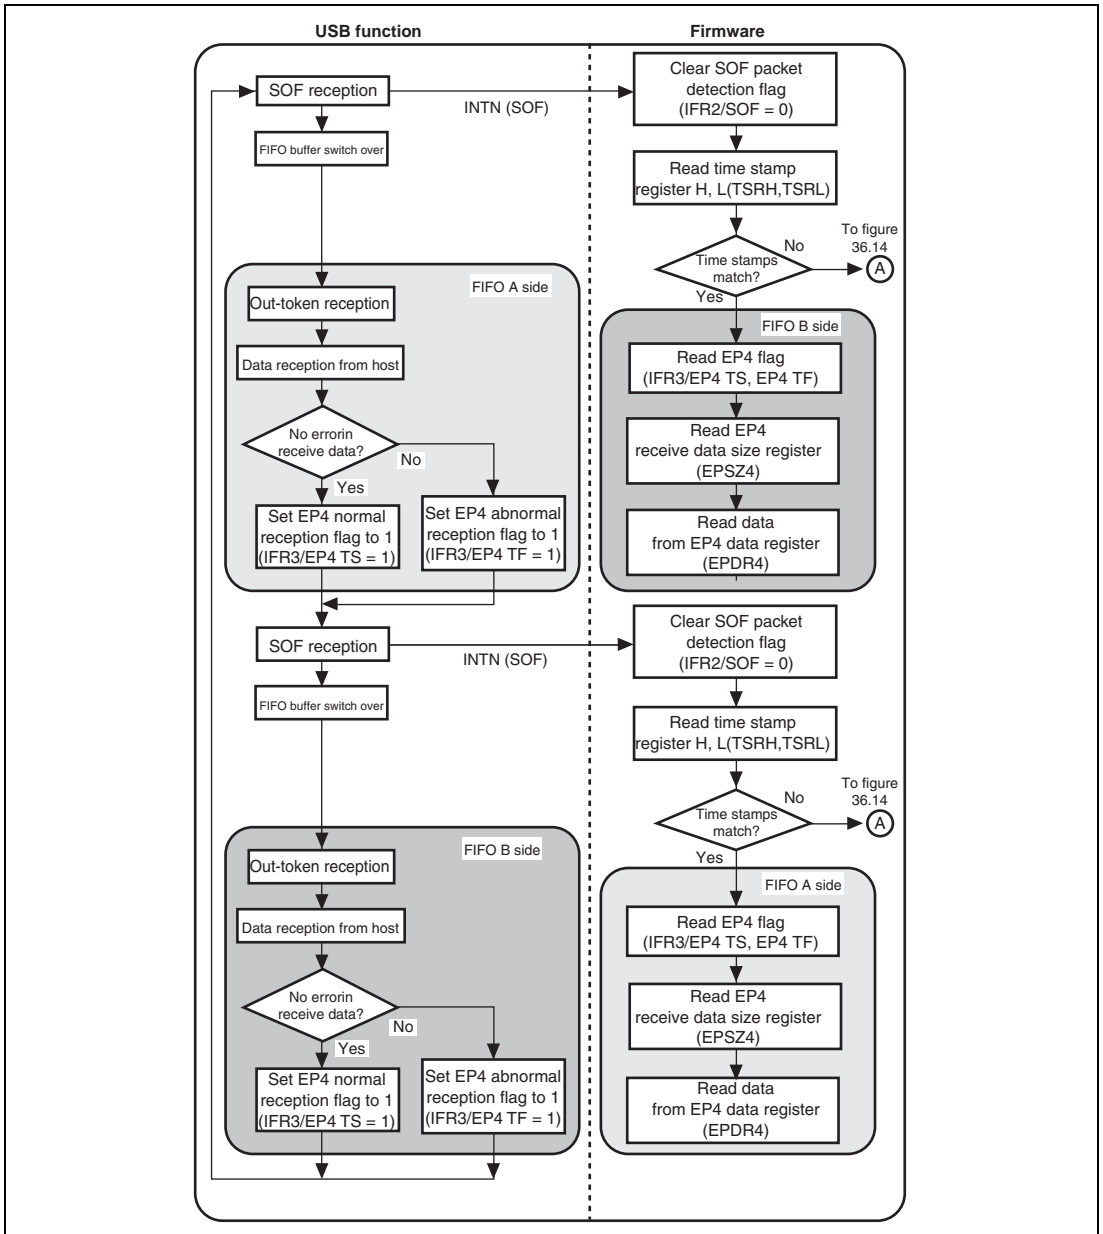 USB function
Firmware
SOF reception
INTN (SOF)
FIFO buffer switch over
Clear SOF packet
detection flag
(IFR2/SOF = 0)
Read time stamp
register H, L(TSRH,TSRL)
Time stamps
match?
No
Yes
To figure
36.14
A
FIFO A side
Out-token reception
Data reception from host
No errorin
receive data?
No
Yes
Set EP4 normal
reception flag to 1
(IFR3/EP4 TS = 1)
Set EP4 abnormal
reception flag to 1
(IFR3/EP4 TF = 1)
FIFO B side
Read EP4 flag
(IFR3/EP4 TS, EP4 TF)
Read EP4
receive data size register
(EPSZ4)
Read data
from EP4 data register
(EPDR4)
SOF reception
INTN (SOF)
FIFO buffer switch over
Clear SOF packet
detection flag
(IFR2/SOF = 0)
Read time stamp
register H, L(TSRH,TSRL)
Time stamps
match?
No
Yes
To figure
36.14
A
FIFO B side
Out-token reception
Data reception from host
No errorin
receive data?
No
Yes
Set EP4 normal
reception flag to 1
(IFR3/EP4 TS = 1)
Set EP4 abnormal
reception flag to 1
(IFR3/EP4 TF = 1)
FIFO A side
Read EP4 flag
(IFR3/EP4 TS, EP4 TF)
Read EP4
receive data size register
(EPSZ4)
Read data
from EP4 data register
(EPDR4)